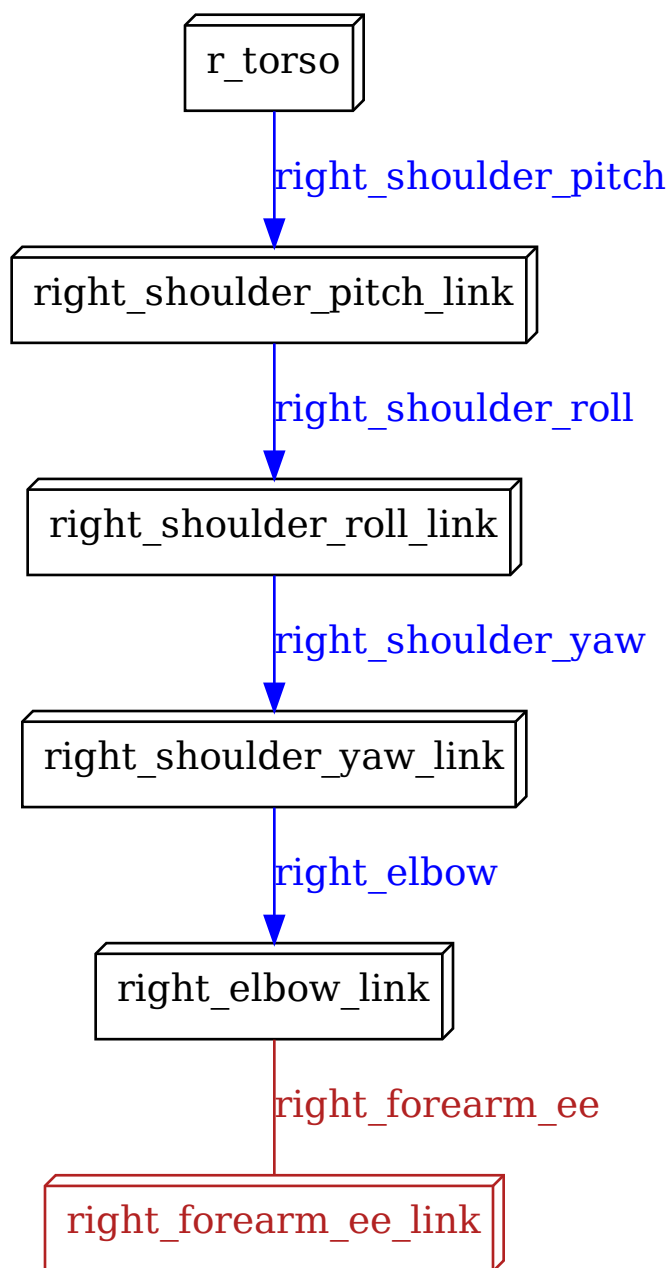 r_torso
right_shoulder_pitch
right_shoulder_pitch_link
right_shoulder_roll
right_shoulder_roll_link
right_shoulder_yaw
right_shoulder_yaw_link
right_elbow
right_elbow_link
right_forearm_ee
right_forearm_ee_link